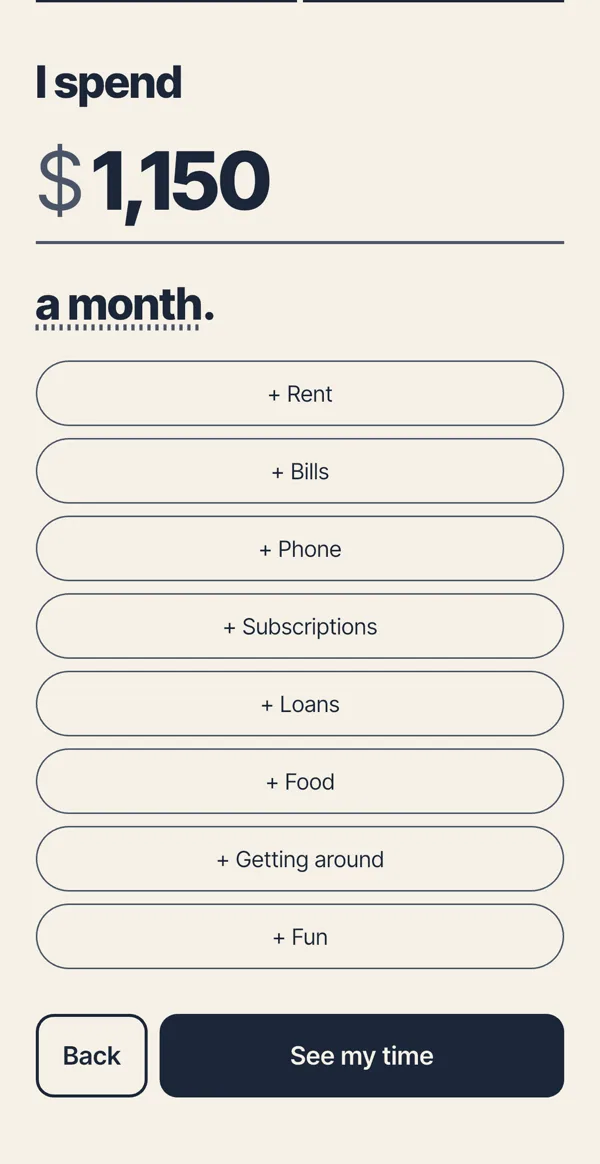 I spend
$ 1,150
a month.
+ Rent
+ Bills
+ Phone
+ Subscriptions
+ Loans
+ Food
+ Getting around
+ Fun
Back
See my time